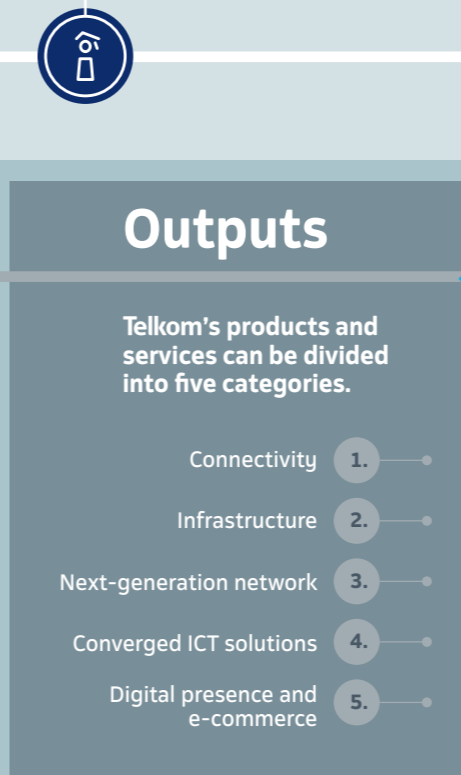 Outputs
Telkom’s products and
services can be divided
into five categories.
Connectivity 1.
Infrastructure 2.
Next-generation network 3.
Converged ICT solutions 4.
Digital presence and
e-commerce 5.